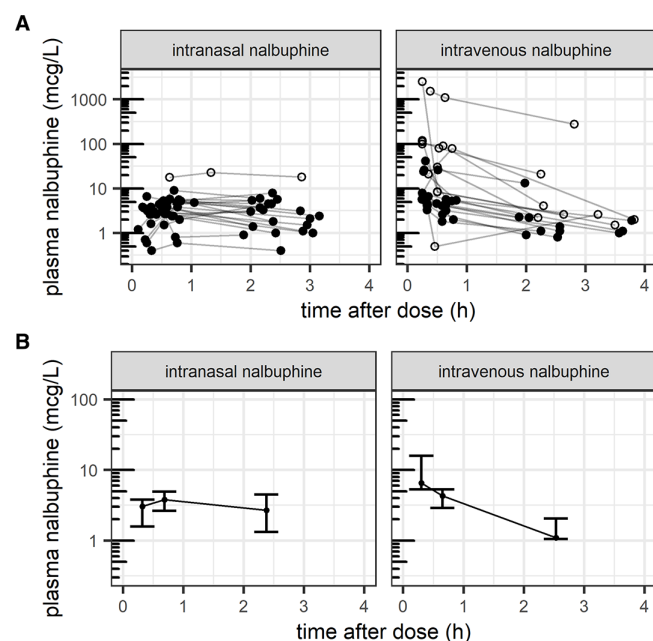 A
intranasal nalbuphine
intravenous nalbuphine
plasma nalbuphine (mcg/L)
1000
100
10
1
0 1 2 3 4
0 1 2 3 4
time after dose (h)
B
intranasal nalbuphine
intravenous nalbuphine
plasma nalbuphine (mcg/L)
100
10
1
0 1 2 3 4
0 1 2 3 4
time after dose (h)